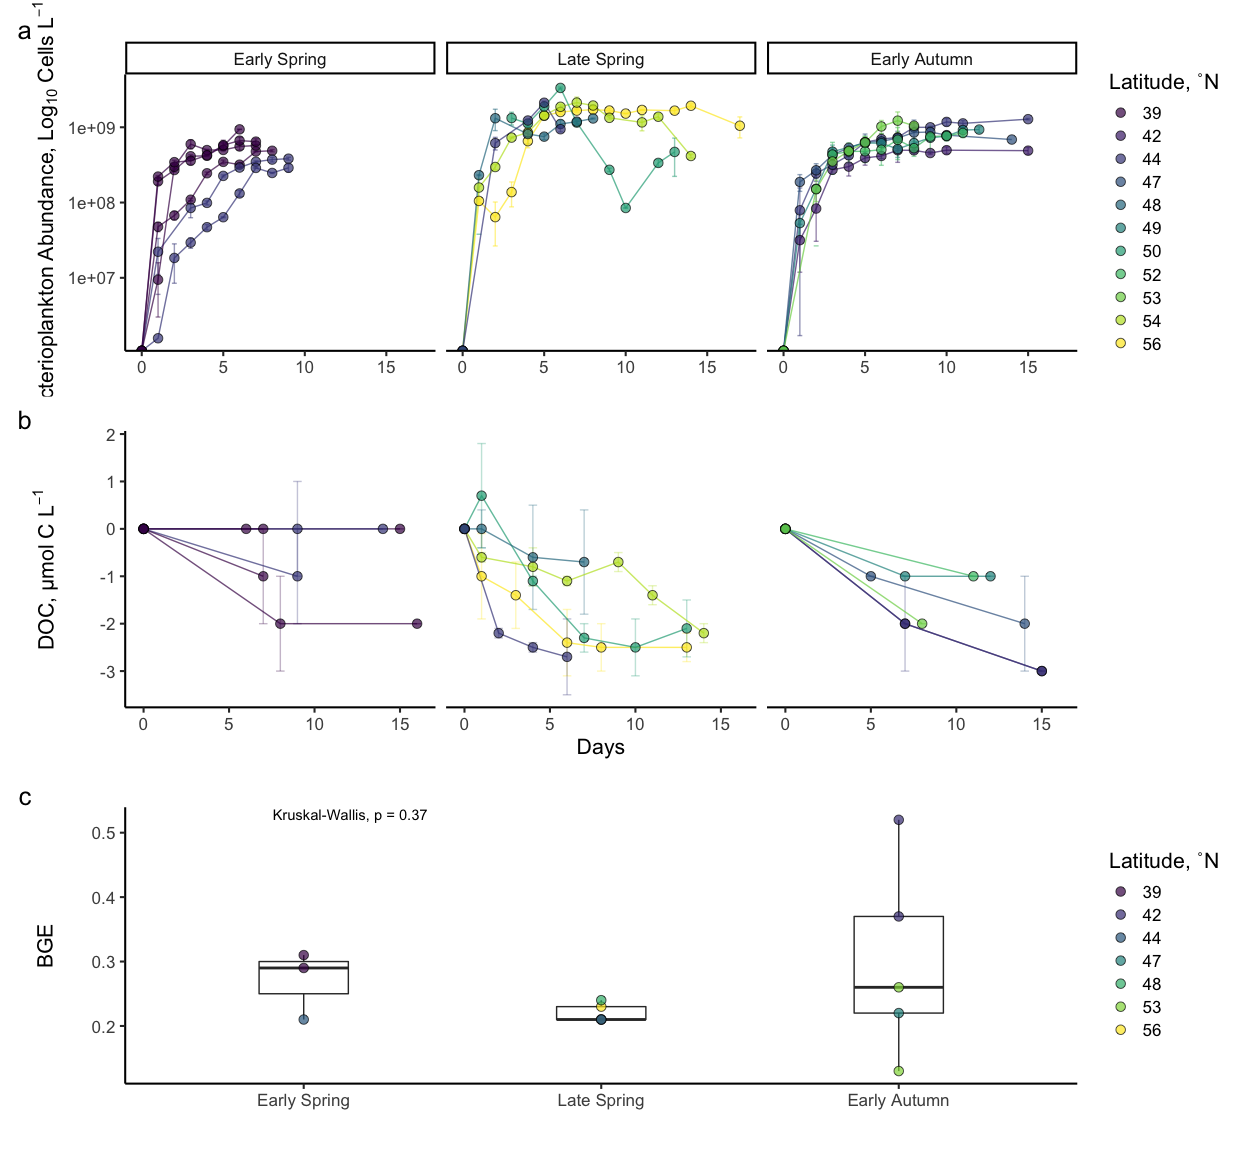 a
cterioplankton Abundance, Log10 Cells L−1
Early Spring
Late Spring
Early Autumn
1e+09
1e+08
1e+07
0 5 10 15
0 5 10 15
0 5 10 15
Latitude, °N
39
42
44
47
48
49
50
52
53
54
56
b
DOC, μmol C L−1
2
1
0
-1
-2
-3
0 5 10 15
0 5 10 15
0 5 10 15
Days
c
BGE
Kruskal-Wallis, p = 0.37
0.5
0.4
0.3
0.2
Early Spring
Late Spring
Early Autumn
Latitude, °N
39
42
44
47
48
53
56